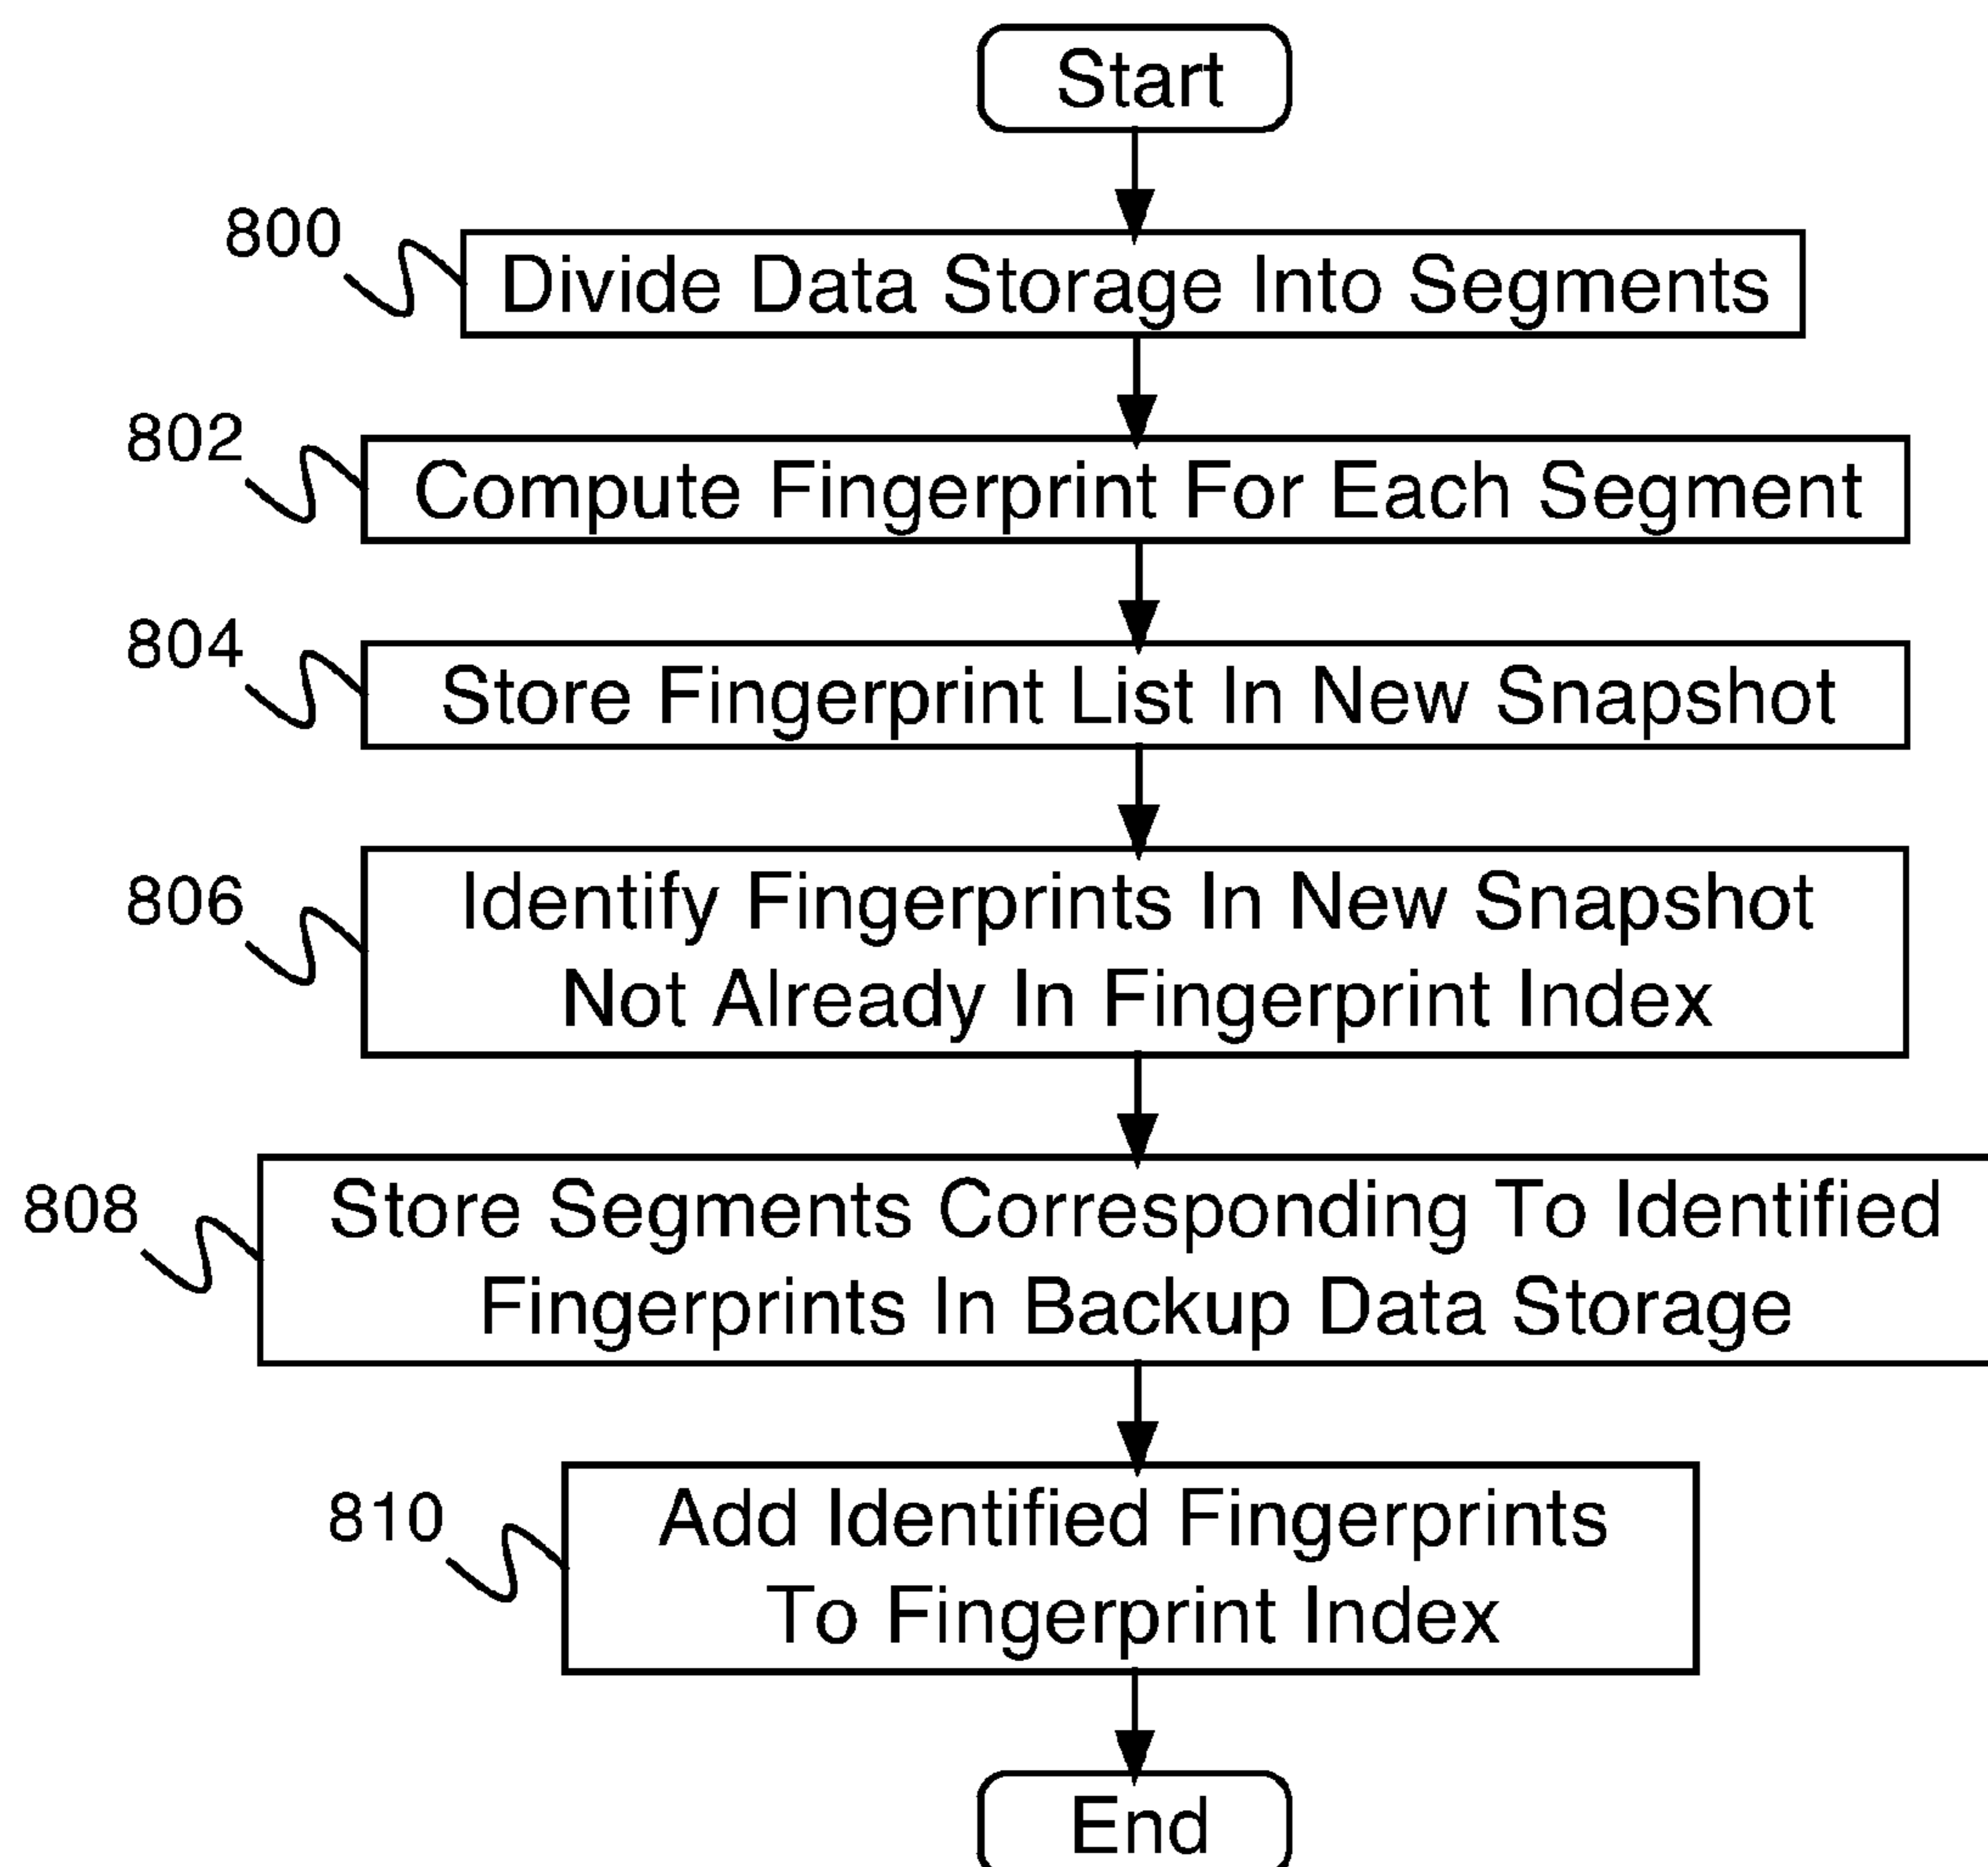 Start
800
Divide Data Storage Into Segments
802
Compute Fingerprint For Each Segment
804
Store Fingerprint List In New Snapshot
806
Identify Fingerprints In New Snapshot
Not Already In Fingerprint Index
808
Store Segments Corresponding To Identified
Fingerprints In Backup Data Storage
810
Add Identified Fingerprints
To Fingerprint Index
End